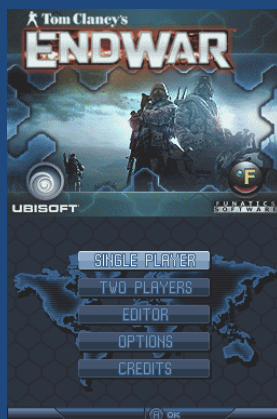 Tom Clancy's
ENDWAR
UBISOFT
F
FUNATICS
SOFTWARE
SINGLE PLAYER
TWO PLAYERS
EDITOR
OPTIONS
CREDITS
A OK